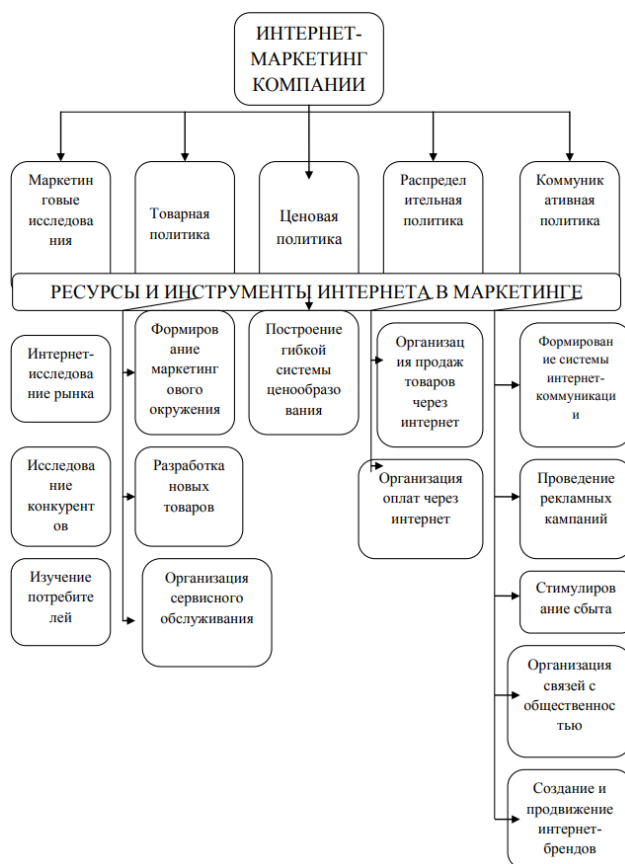 ИНТЕРНЕТ-
МАРКЕТИНГ
КОМПАНИИ
Маркетин
говые
исследова
ния
Товарная
политика
Ценовая
политика
Распредел
ительная
политика
Коммуник
ативная
политика
РЕСУРСЫ И ИНСТРУМЕНТЫ ИНТЕРНЕТА В МАРКЕТИНГЕ
Интернет-
исследова
ние рынка
Исследова
ние
конкурент
ов
Изучение
потребите
лей
Формиров
ание
маркетинг
ового
окружения
Разработка
новых
товаров
Организация
сервисного
обслуживания
Построение
гибкой
системы
ценообразо
вания
Организац
ия продаж
товаров
через
интернет
Организация
оплат через
интернет
Формирован
ие системы
интернет-
коммуникаци
и
Проведение
рекламных
кампаний
Стимулиров
ание сбыта
Организация
связей с
общественнос
тью
Создание и
продвижение
интернет-
брендов